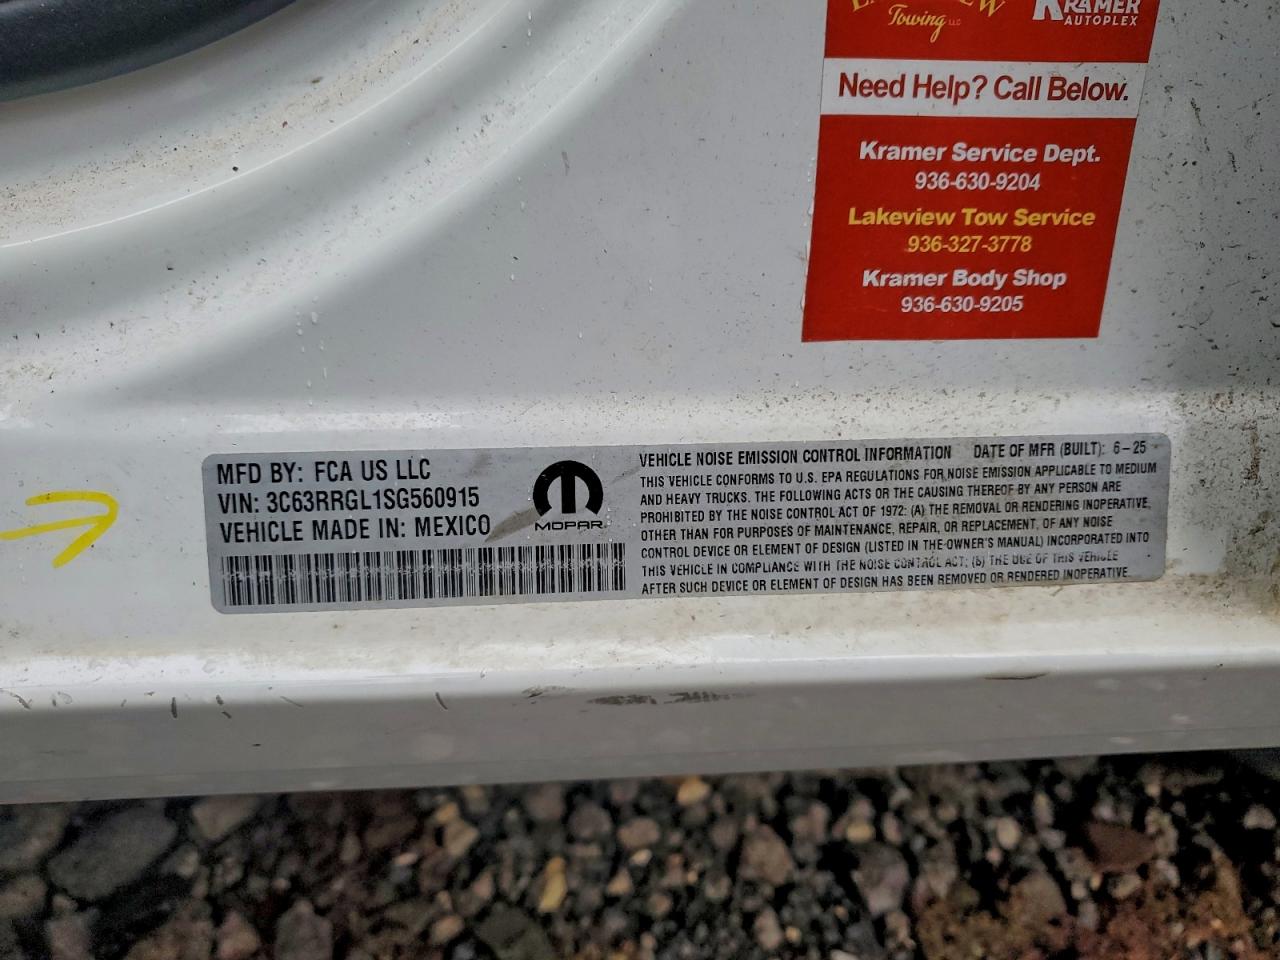 Towing LLC
KRAMER
AUTOPLEX
Need Help? Call Below.
Kramer Service Dept.
936-630-9204
Lakeview Tow Service
936-327-3778
Kramer Body Shop
936-630-9205
MFD BY: FCA US LLC
VIN: 3C63RRGL1SG560915
VEHICLE MADE IN: MEXICO
MOPAR
VEHICLE NOISE EMISSION CONTROL INFORMATION DATE OF MFR (BUILT): 6-25
THIS VEHICLE CONFORMS TO U.S. EPA REGULATIONS FOR NOISE EMISSION APPLICABLE TO MEDIUM
AND HEAVY TRUCKS. THE FOLLOWING ACTS OR THE CAUSING THEREOF BY ANY PERSON ARE
PROHIBITED BY THE NOISE CONTROL ACT OF 1972: (A) THE REMOVAL OR RENDERING INOPERATIVE,
OTHER THAN FOR PURPOSES OF MAINTENANCE, REPAIR, OR REPLACEMENT, OF ANY NOISE
CONTROL DEVICE OR ELEMENT OF DESIGN (LISTED IN THE OWNER'S MANUAL) INCORPORATED INTO
THIS VEHICLE IN COMPLIANCE WITH THE NOISE CONTROL ACT; (B) THE USE OF THIS VEHICLE
AFTER SUCH DEVICE OR ELEMENT OF DESIGN HAS BEEN REMOVED OR RENDERED INOPERATIVE.